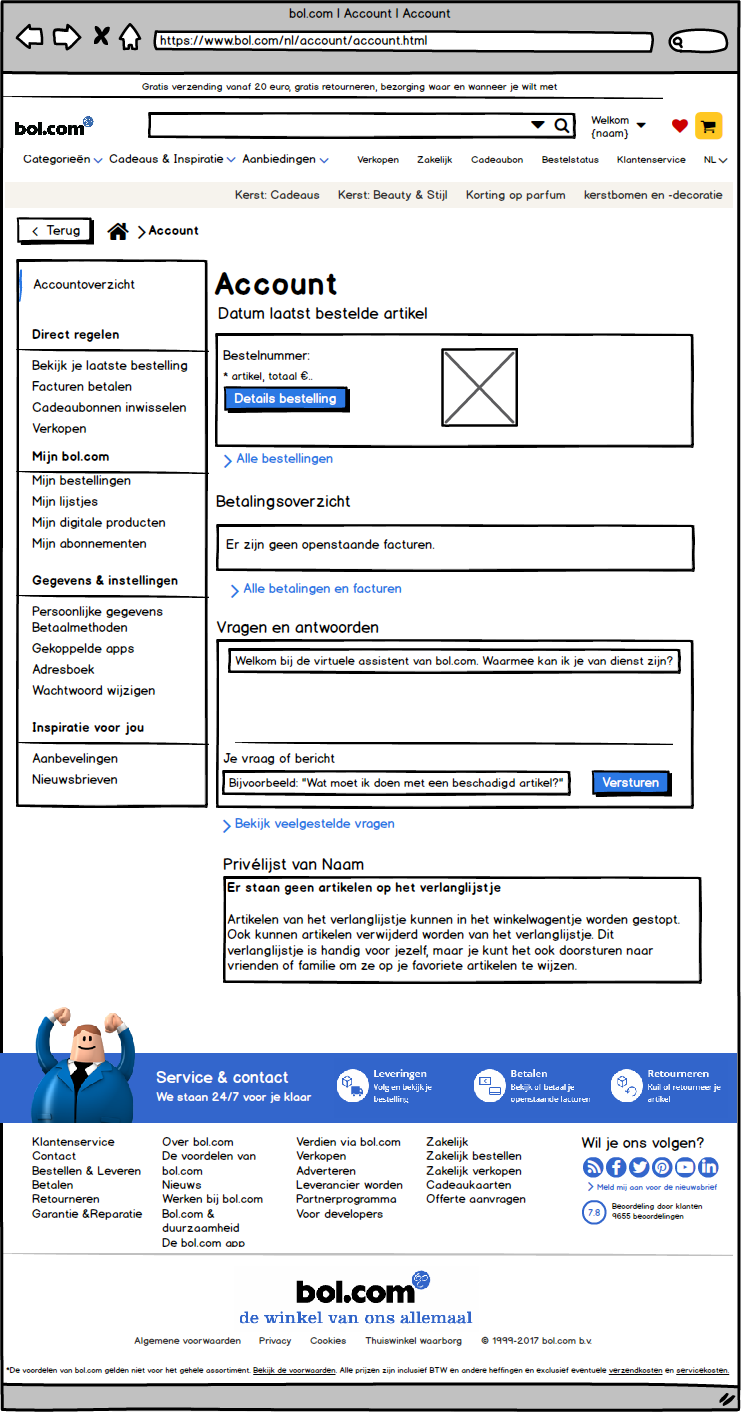 bol.com | Account | Account
https://www.bol.com/nl/account/account.html
Gratis verzending vanaf 20 euro, gratis retourneren, bezorging waar en wanneer je wilt met
bol.com
Welkom
{naam}
Categorieën Cadeaus & Inspiratie Aanbiedingen Verkopen Zakelijk Cadeaubon Bestelstatus Klantenservice NL
Kerst: Cadeaus Kerst: Beauty & Stijl Korting op parfum kerstbomen en -decoratie
Terug Account
Accountoverzicht
Direct regelen
Bekijk je laatste bestelling
Facturen betalen
Cadeaubonnen inwisselen
Verkopen
Mijn bol.com
Mijn bestellingen
Mijn lijstjes
Mijn digitale producten
Mijn abonnementen
Gegevens & instellingen
Persoonlijke gegevens
Betaalmethoden
Gekoppelde apps
Adresboek
Wachtwoord wijzigen
Inspiratie voor jou
Aanbevelingen
Nieuwsbrieven
Account
Datum laatst bestelde artikel
Bestelnummer:
* artikel, totaal €..
Details bestelling
Alle bestellingen
Betalingsoverzicht
Er zijn geen openstaande facturen.
Alle betalingen en facturen
Vragen en antwoorden
Welkom bij de virtuele assistent van bol.com. Waarmee kan ik je van dienst zijn?
Je vraag of bericht
Bijvoorbeeld: "Wat moet ik doen met een beschadigd artikel?"
Versturen
Bekijk veelgestelde vragen
Privélijst van Naam
Er staan geen artikelen op het verlanglijstje
Artikelen van het verlanglijstje kunnen in het winkelwagentje worden gestopt.
Ook kunnen artikelen verwijderd worden van het verlanglijstje. Dit
verlanglijstje is handig voor jezelf, maar je kunt het ook doorsturen naar
vrienden of familie om ze op je favoriete artikelen te wijzen.
Service & contact
We staan 24/7 voor je klaar
Leveringen
Volg en bekijk je
bestelling
Betalen
Bekijk of betaal je
openstaande facturen
Retourneren
Ruil of retourneer je
artikel
Klantenservice
Contact
Bestellen & Leveren
Betalen
Retourneren
Garantie &Reparatie
Over bol.com
De voordelen van
bol.com
Nieuws
Werken bij bol.com
Bol.com &
duurzaamheid
De bol.com app
Verdien via bol.com
Verkopen
Adverteren
Leverancier worden
Partnerprogramma
Voor developers
Zakelijk
Zakelijk bestellen
Zakelijk verkopen
Cadeaukaarten
Offerte aanvragen
Wil je ons volgen?
Meld mij aan voor de nieuwsbrief
7.8
Beoordeling door klanten
9655 beoordelingen
bol.com
de winkel van ons allemaal
Algemene voorwaarden Privacy Cookies Thuiswinkel waarborg © 1999-2017 bol.com b.v.
*De voordelen van bol.com gelden niet voor het gehele assortiment. Bekijk de voorwaarden. Alle prijzen zijn inclusief BTW en andere heffingen en exclusief eventuele verzendkosten en servicekosten.